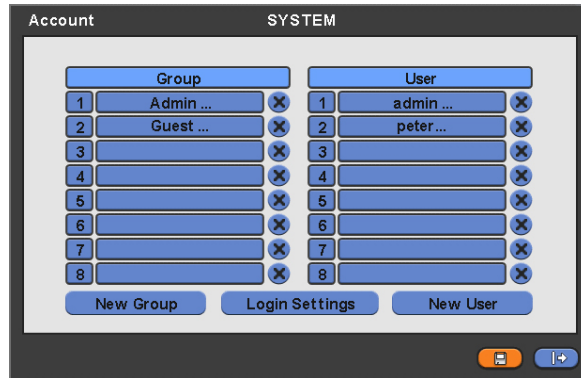 Account SYSTEM
Group User
1 Admin ... 1 admin ...
2 Guest ... 2 peter...
3 3
4 4
5 5
6 6
7 7
8 8
New Group Login Settings New User